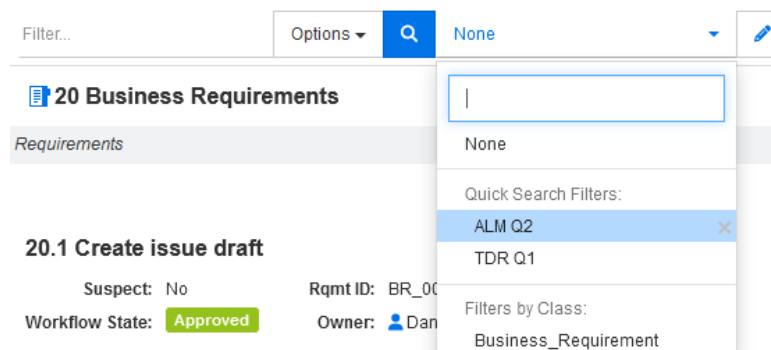 Filter...
Options
None
20 Business Requirements
Requirements
None
Quick Search Filters:
ALM Q2
TDR Q1
Filters by Class:
Business_Requirement
20.1 Create issue draft
Suspect: No
Rqmt ID: BR_00
Workflow State: Approved
Owner: Dan